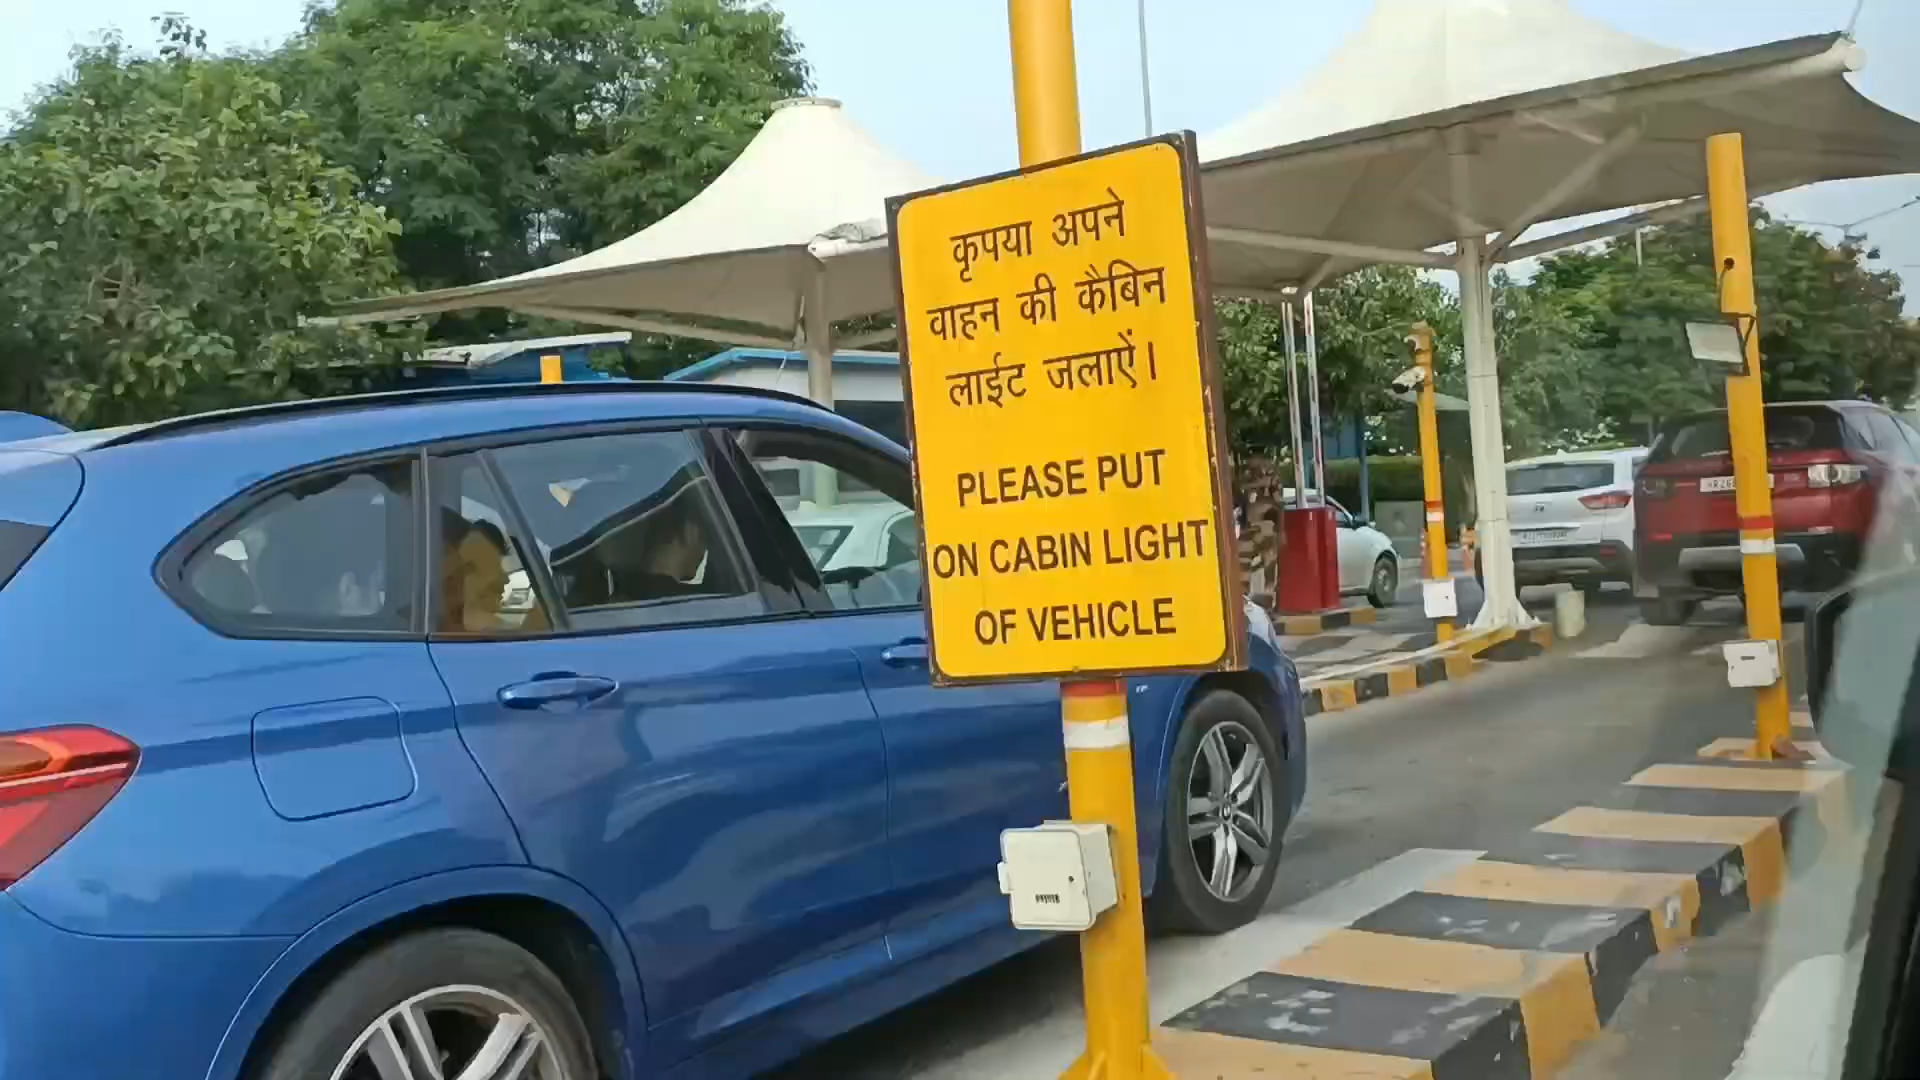 कृपया अपने
वाहन की कैबिन
लाईट जलाऐं।
PLEASE PUT
ON CABIN LIGHT
OF VEHICLE